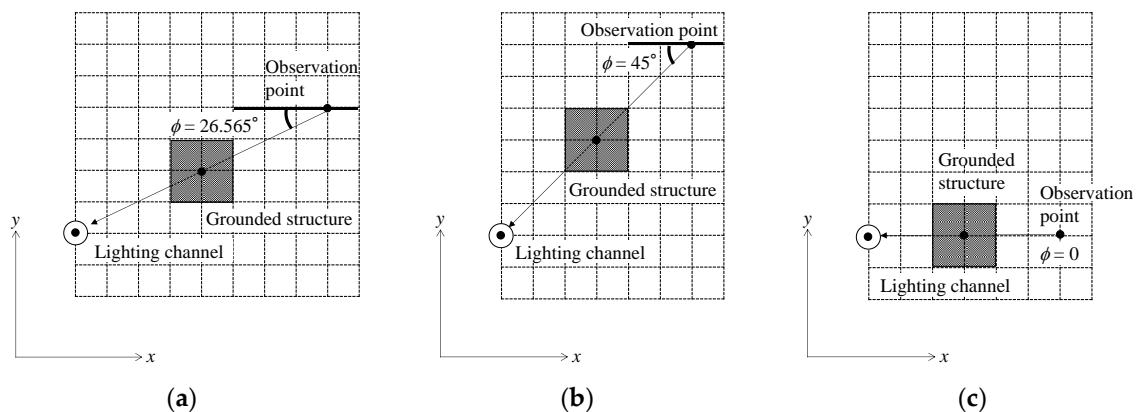 Observation
point
ϕ = 26.565°
Grounded structure
Lighting channel
y
x
(a)
Observation point
ϕ = 45°
Grounded structure
Lighting channel
y
x
(b)
Grounded
structure
Observation
point
ϕ = 0
Lighting channel
y
x
(c)